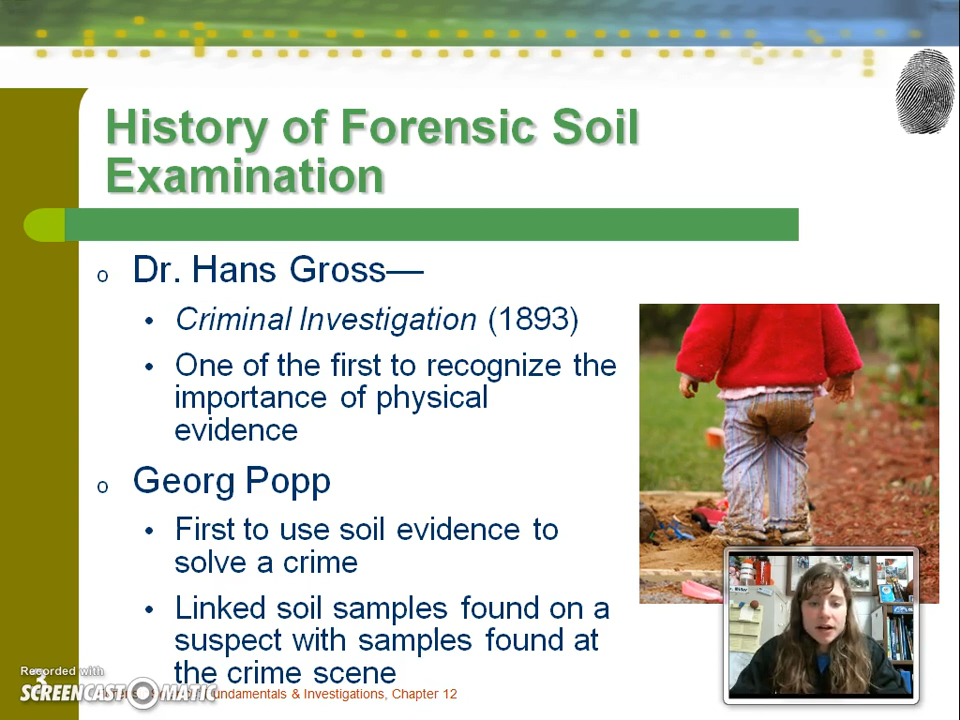 History of Forensic Soil
Examination
o Dr. Hans Gross—
• Criminal Investigation (1893)
• One of the first to recognize the
importance of physical
evidence
o Georg Popp
• First to use soil evidence to
solve a crime
• Linked soil samples found on a
suspect with samples found at
the crime scene
Recorded with
3
SCREENCAST-O-MATIC
Fundamentals & Investigations, Chapter 12